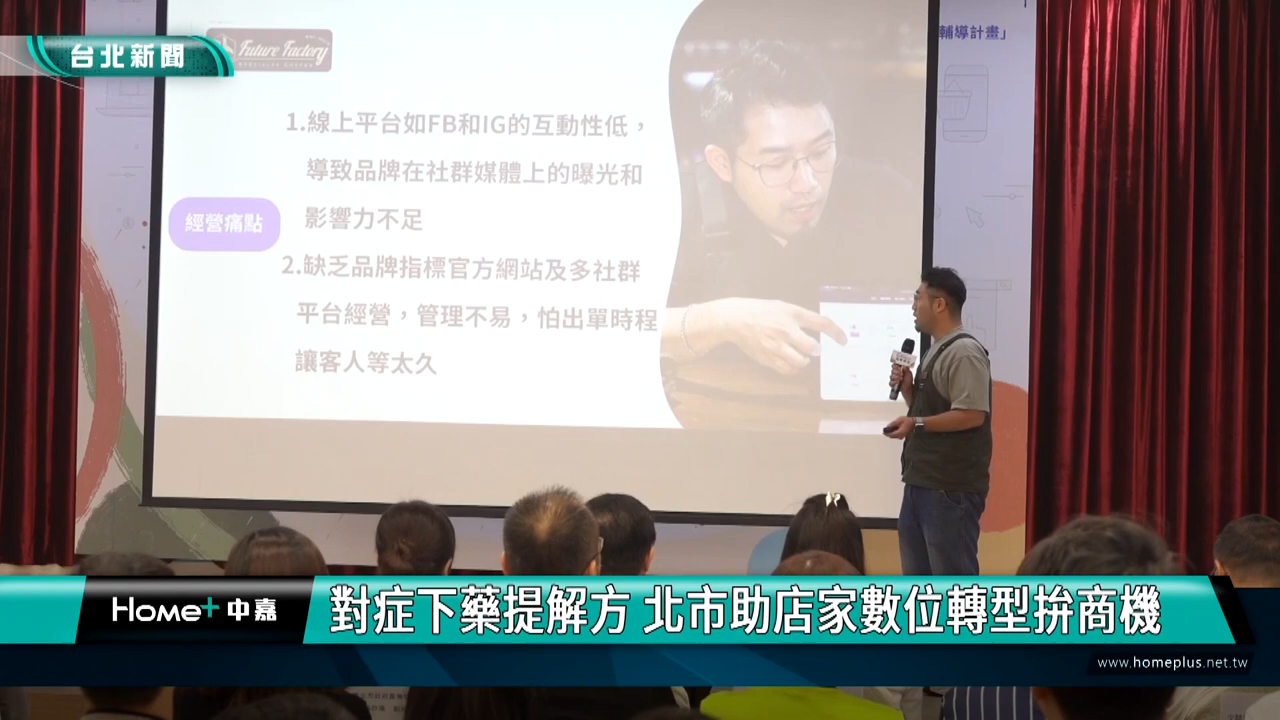 台北新聞
Future Factory
SPECIALTY COFFEE
輔導計畫」
1.線上平台如FB和IG的互動性低，
導致品牌在社群媒體上的曝光和
影響力不足
經營痛點
2.缺乏品牌指標官方網站及多社群
平台經營，管理不易，怕出單時程
讓客人等太久
Home+ 中嘉
對症下藥提解方 北市助店家數位轉型拚商機
www.homeplus.net.tw